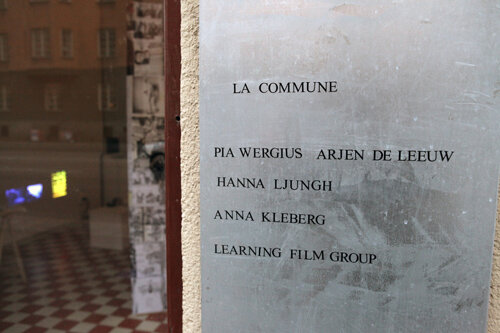 LA COMMUNE
PIA WERGIUS ARJEN DE LEEUW
HANNA LJUNGH
ANNA KLEBERG
LEARNING FILM GROUP